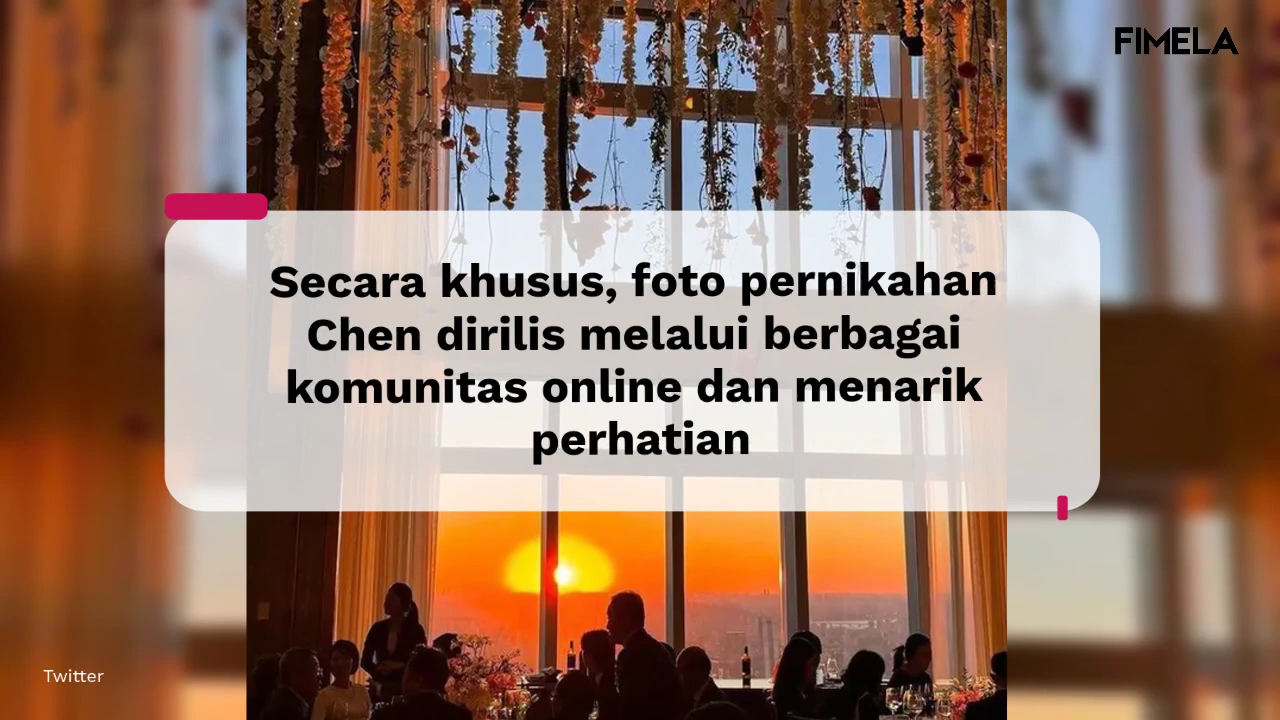 FIMELA
Secara khusus, foto pernikahan
Chen dirilis melalui berbagai
komunitas online dan menarik
perhatian
Twitter